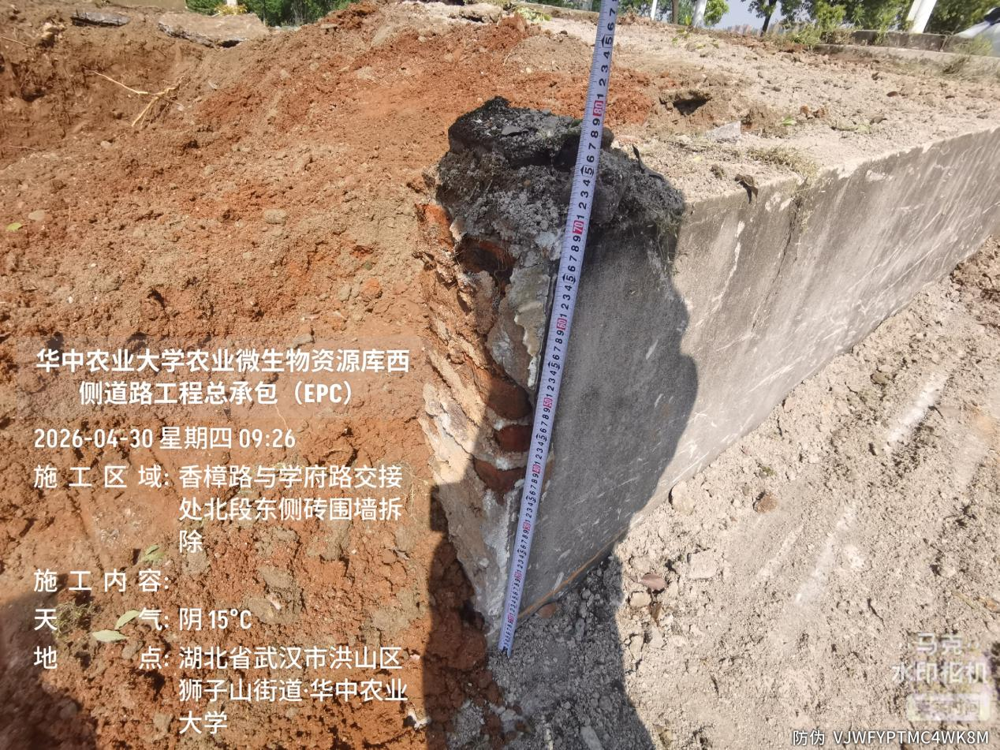 华中农业大学农业微生物资源库西
侧道路工程总承包（EPC）
2026-04-30 星期四 09:26
施工区域: 香樟路与学府路交接
处北段东侧砖围墙拆
除
施工内容:
天气: 阴 15°C
地点: 湖北省武汉市洪山区
狮子山街道·华中农业
大学
马克
水印相机
防伪 VJWFYPTMC4WK8M